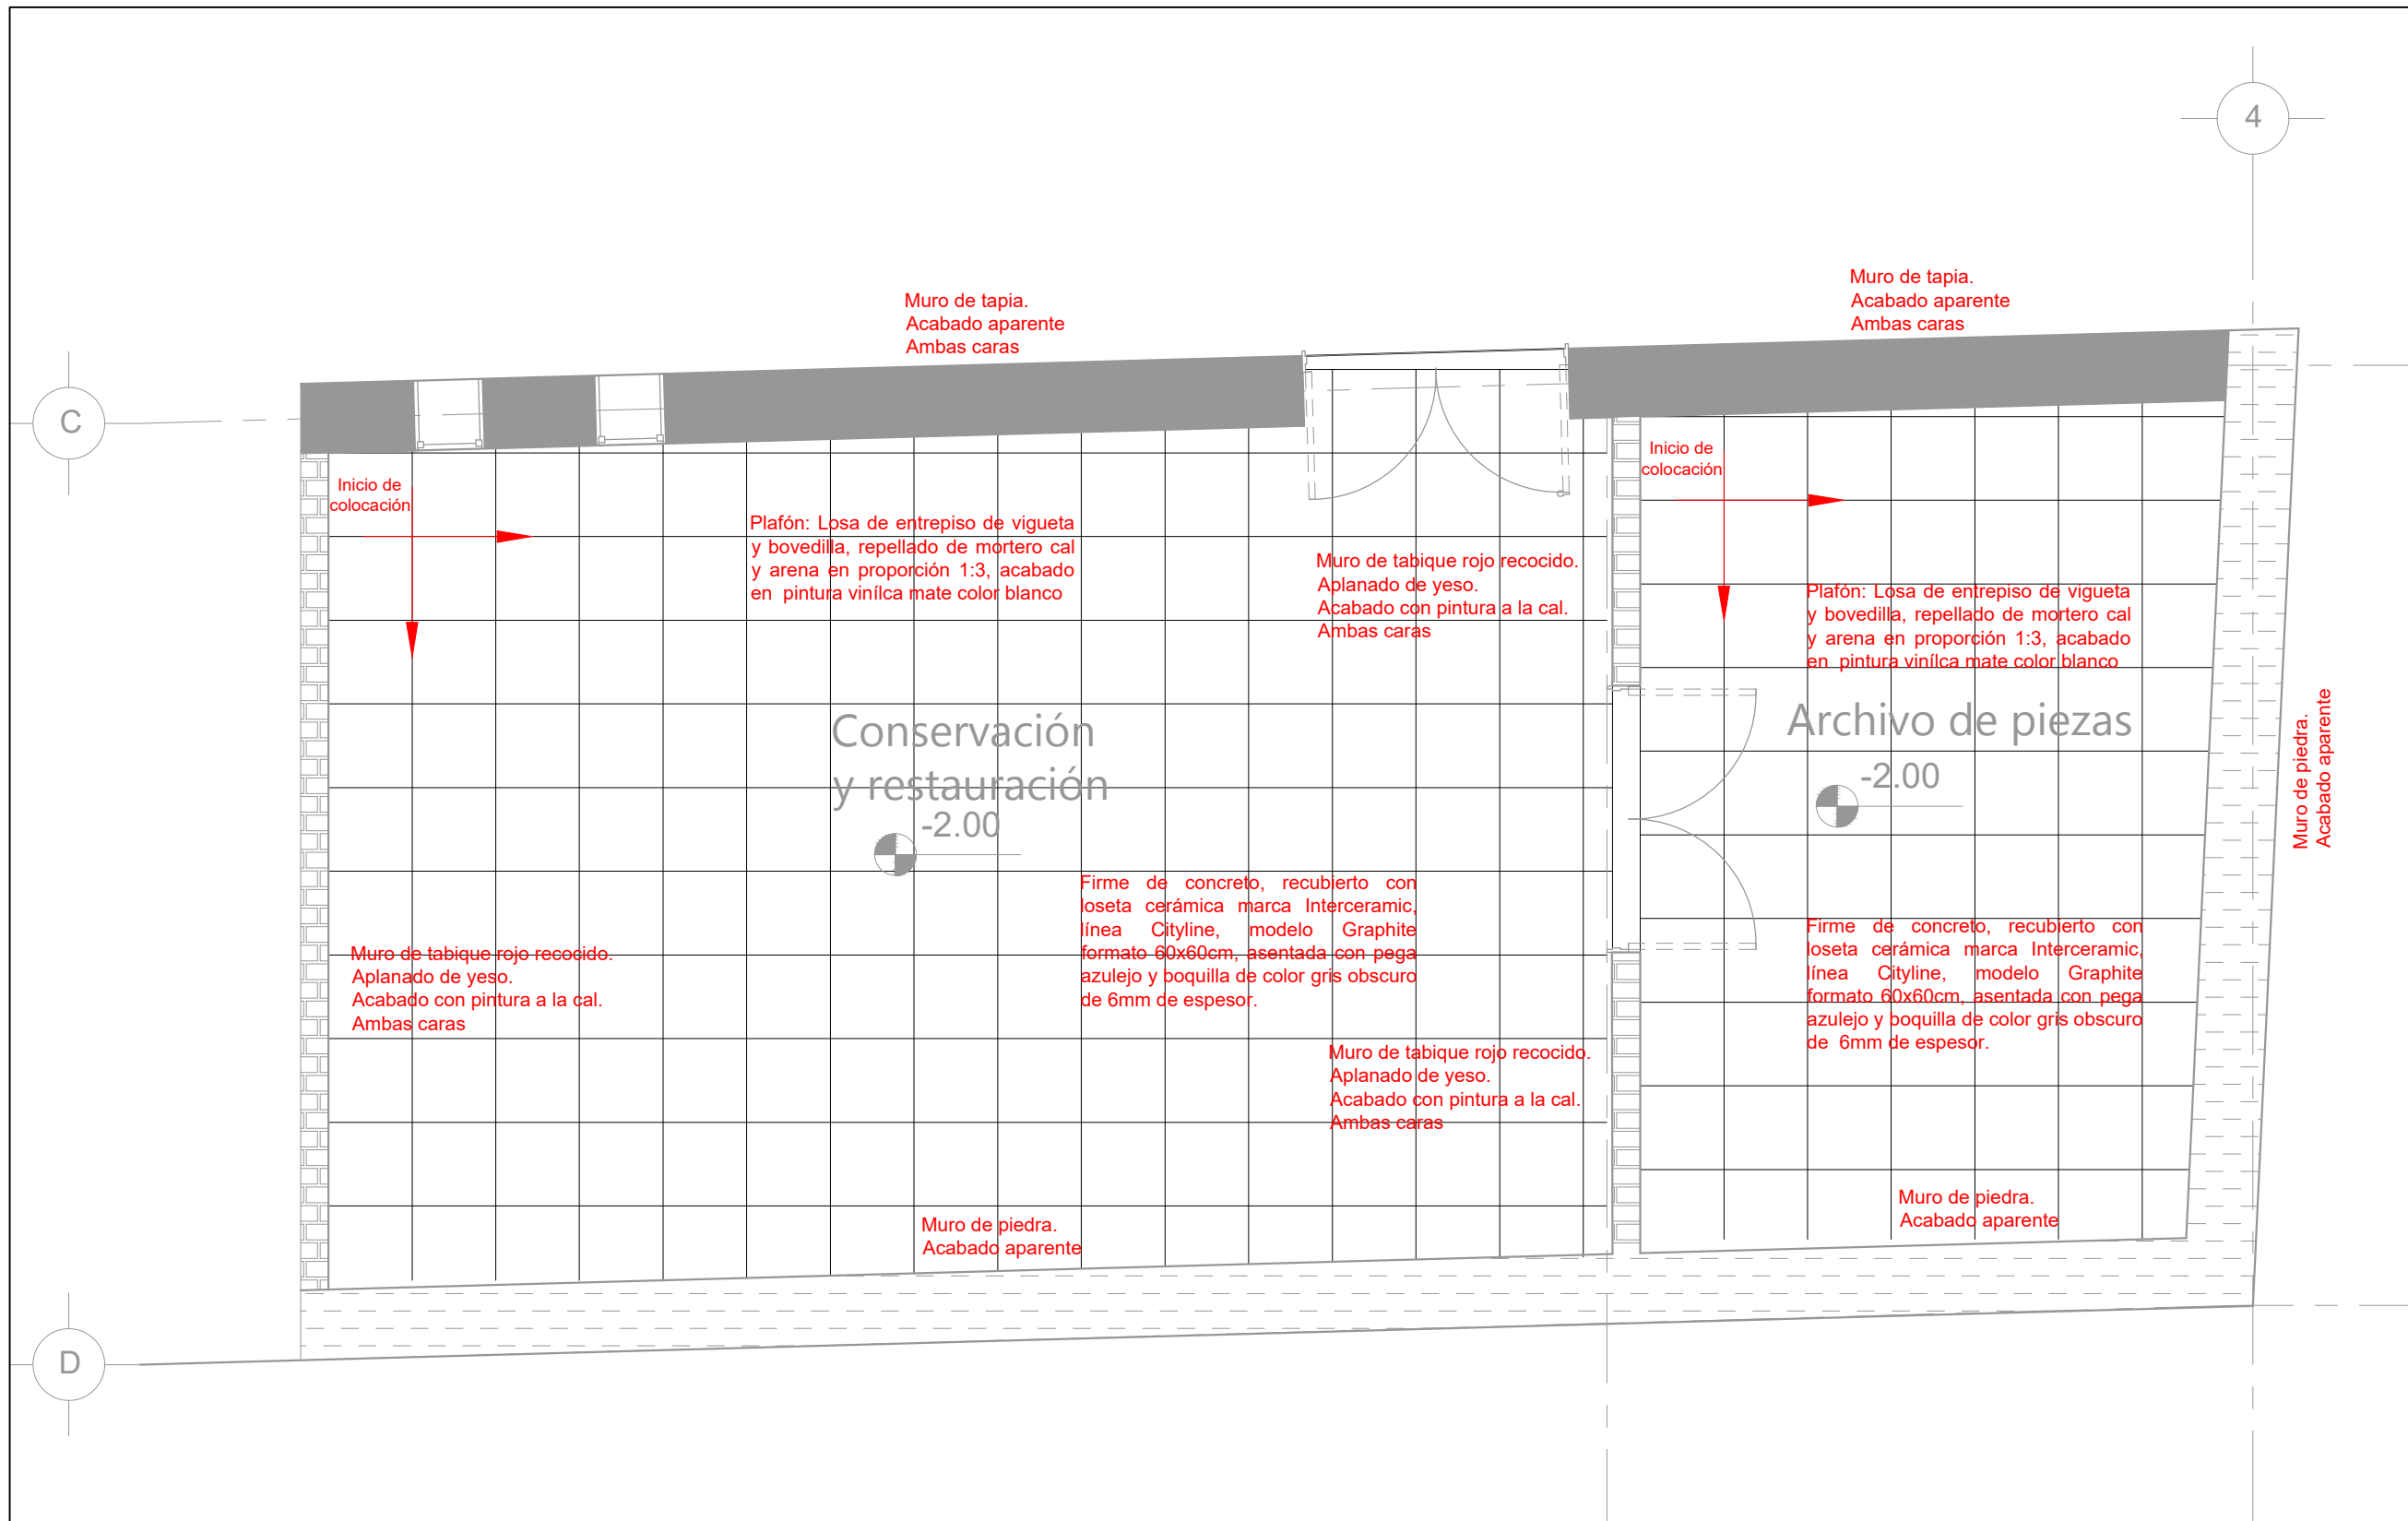 4
Muro de tapia.
Acabado aparente
Ambas caras
Muro de tapia.
Acabado aparente
Ambas caras
C
Inicio de
colocación
Inicio de
colocación
Plafón: Losa de entrepiso de vigueta
y bovedilla, repellado de mortero cal
y arena en proporción 1:3, acabado
en pintura vinílca mate color blanco
Muro de tabique rojo recocido.
Aplanado de yeso.
Acabado con pintura a la cal.
Ambas caras
Plafón: Losa de entrepiso de vigueta
y bovedilla, repellado de mortero cal
y arena en proporción 1:3, acabado
en pintura vinílca mate color blanco
Conservación
y restauración
-2.00
Archivo de piezas
-2.00
Muro de piedra.
Acabado aparente
Firme de concreto, recubierto con
loseta cerámica marca Interceramic,
línea Cityline, modelo Graphite
formato 60x60cm, asentada con pega
azulejo y boquilla de color gris obscuro
de 6mm de espesor.
Firme de concreto, recubierto con
loseta cerámica marca Interceramic,
línea Cityline, modelo Graphite
formato 60x60cm, asentada con pega
azulejo y boquilla de color gris obscuro
de 6mm de espesor.
Muro de tabique rojo recocido.
Aplanado de yeso.
Acabado con pintura a la cal.
Ambas caras
Muro de tabique rojo recocido.
Aplanado de yeso.
Acabado con pintura a la cal.
Ambas caras
Muro de piedra.
Acabado aparente
Muro de piedra.
Acabado aparente
D